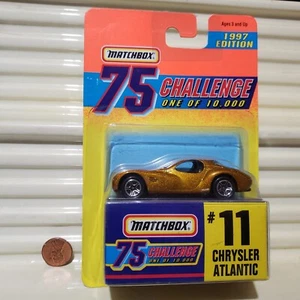 Ages 3 and Up
1997
EDITION
MATCHBOX
75 CHALLENGE
ONE OF 10,000
MATCHBOX
75 CHALLENGE
ONE OF 10,000
#11
CHRYSLER
ATLANTIC